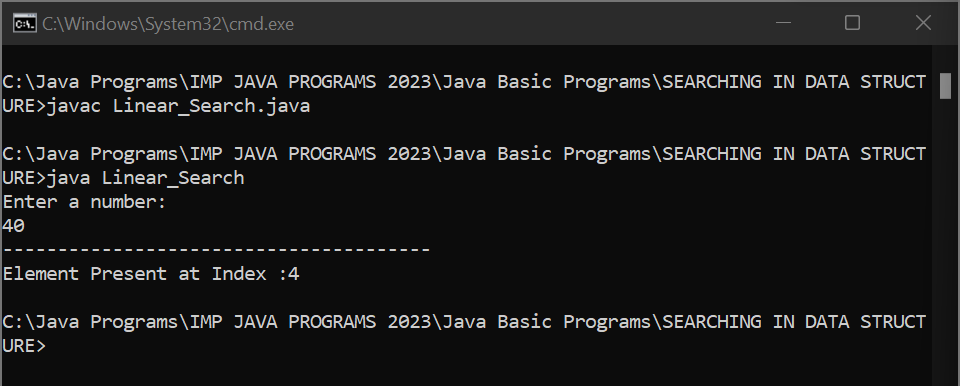 C:\Windows\System32\cmd.exe
C:\Java Programs\IMP JAVA PROGRAMS 2023\Java Basic Programs\SEARCHING IN DATA STRUCT
URE>javac Linear_Search.java
C:\Java Programs\IMP JAVA PROGRAMS 2023\Java Basic Programs\SEARCHING IN DATA STRUCT
URE>java Linear_Search
Enter a number:
40
---------------------------------------
Element Present at Index :4
C:\Java Programs\IMP JAVA PROGRAMS 2023\Java Basic Programs\SEARCHING IN DATA STRUCT
URE>